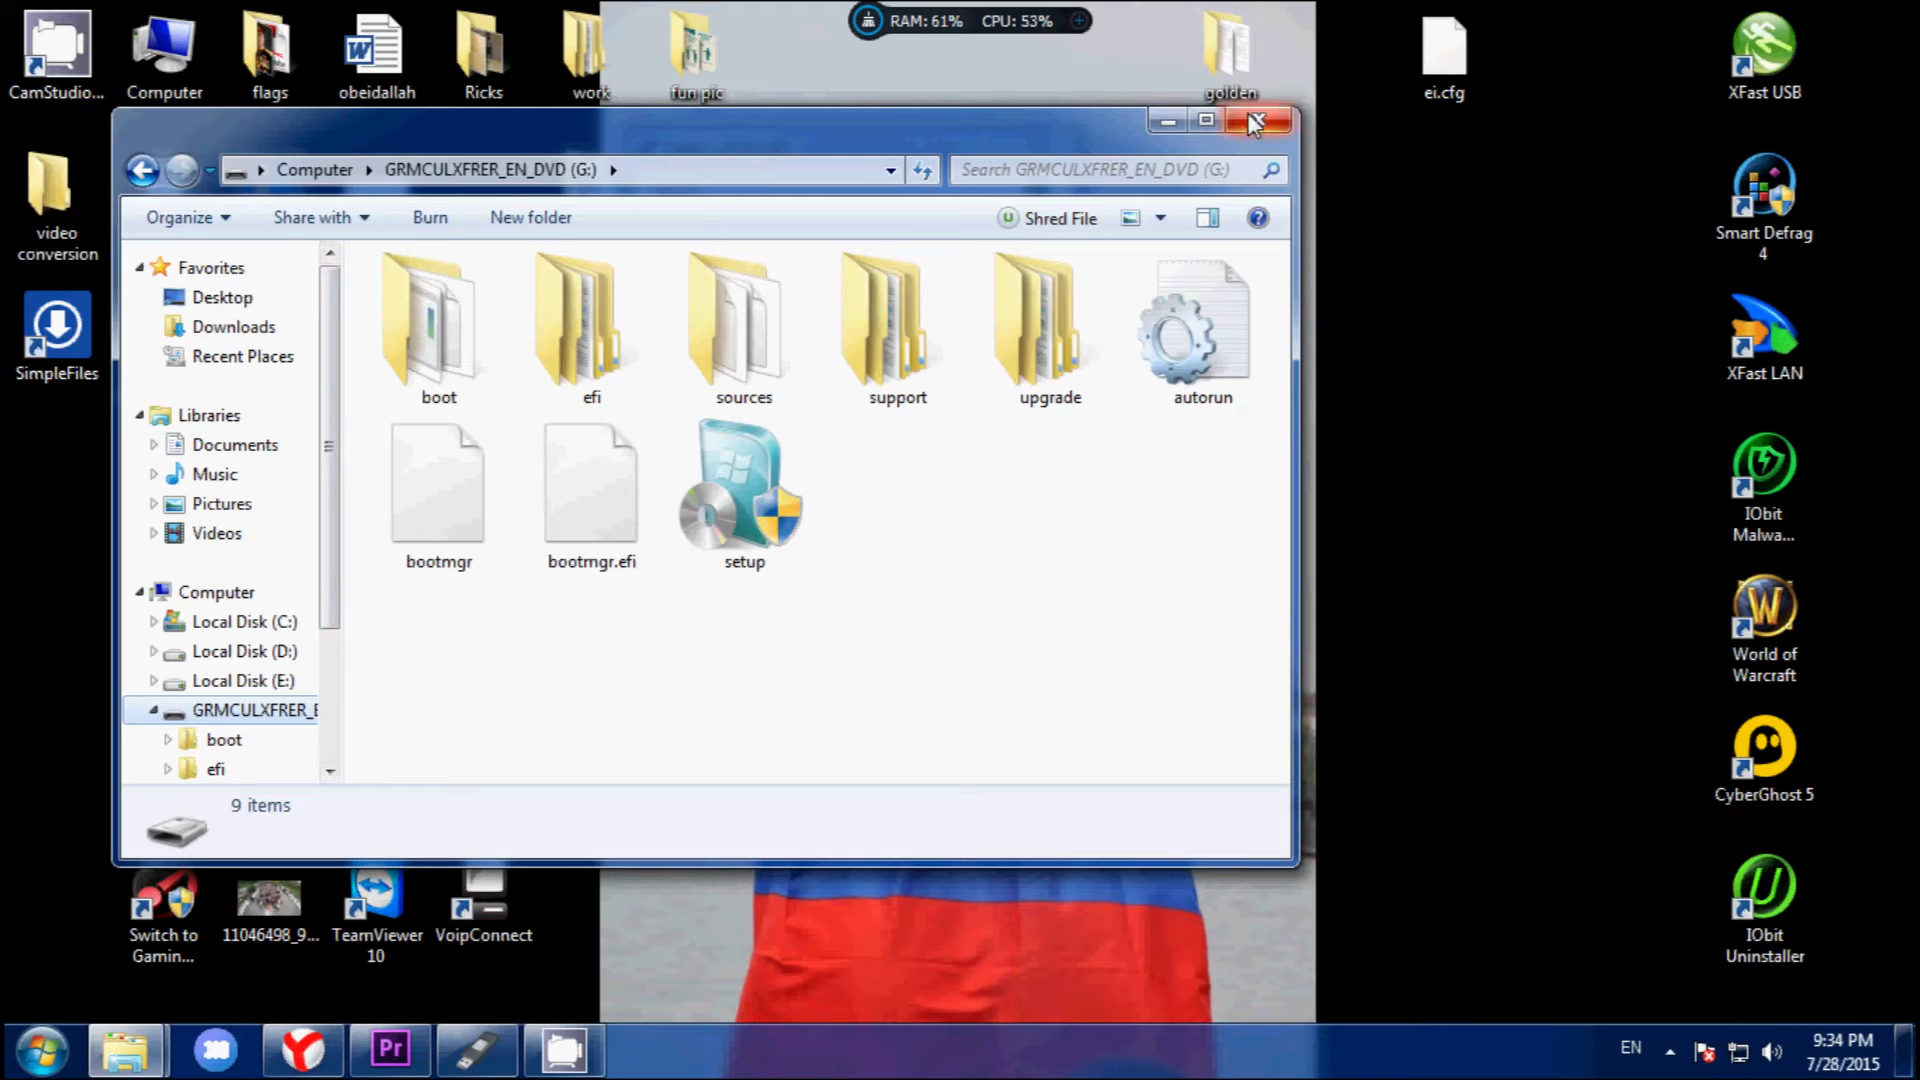 RAM: 61% CPU: 53%
CamStudio...
Computer
flags
obeidallah
Ricks
work
fun pic
golden
ei.cfg
XFast USB
Computer GRMCULXFRER_EN_DVD (G:)
Search GRMCULXFRER_EN_DVD (G:)
Organize Share with Burn New folder Shred File
video
conversion
SimpleFiles
Favorites
Desktop
Downloads
Recent Places
Libraries
Documents
Music
Pictures
Videos
Computer
Local Disk (C:)
Local Disk (D:)
Local Disk (E:)
GRMCULXFRER_E
boot
efi
boot
efi
sources
support
upgrade
autorun
bootmgr
bootmgr.efi
setup
9 items
Smart Defrag
4
XFast LAN
IObit
Malwa...
World of
Warcraft
CyberGhost 5
IObit
Uninstaller
Switch to
Gamin...
11046498_9...
TeamViewer
10
VoipConnect
Pr
EN
9:34 PM
7/28/2015